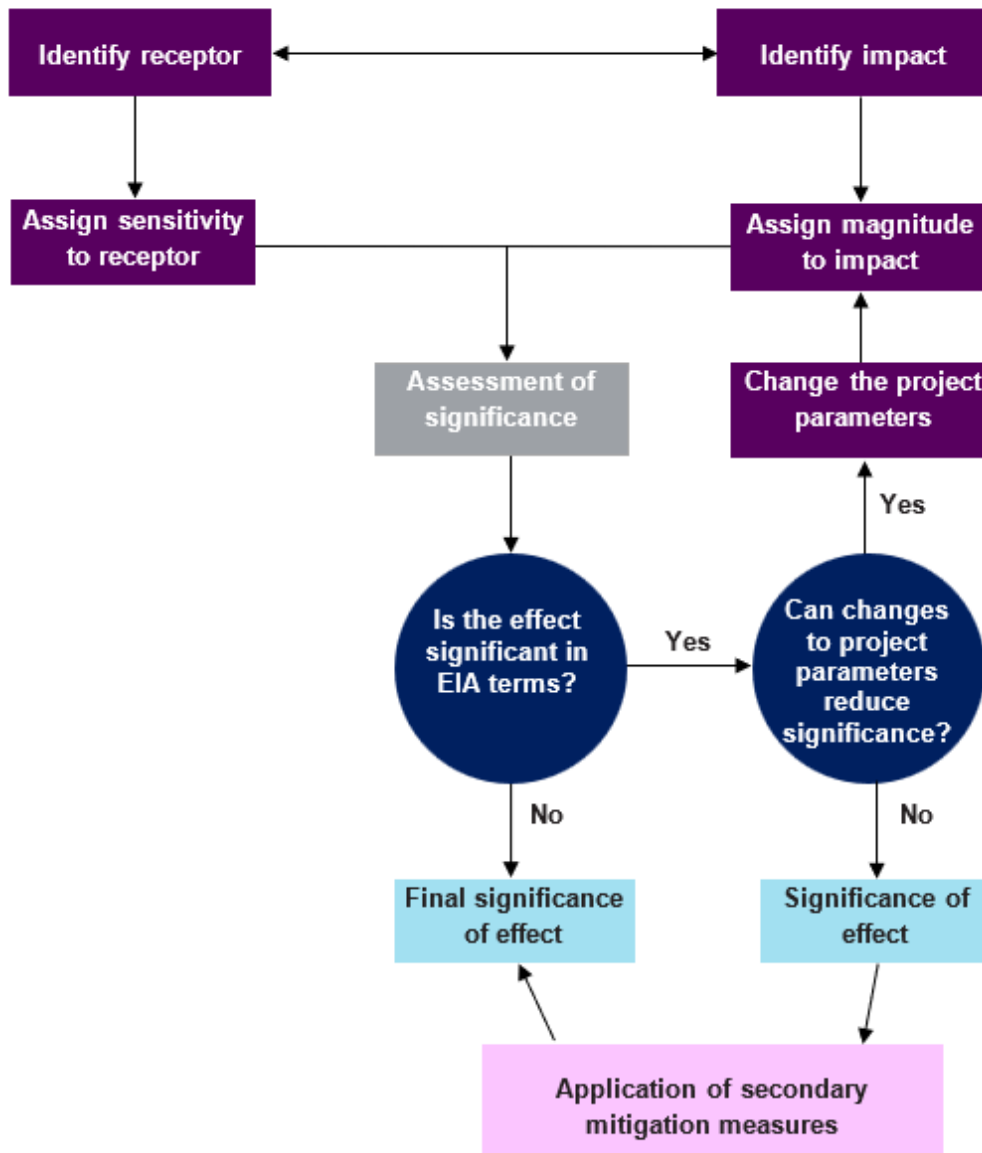 Identify receptor
Identify impact
Assign sensitivity
to receptor
Assign magnitude
to impact
Assessment of
significance
Change the project
parameters
Yes
Is the effect
significant in
EIA terms?
Yes
Can changes
to project
parameters
reduce
significance?
No
No
Final significance
of effect
Significance of
effect
Application of secondary
mitigation measures